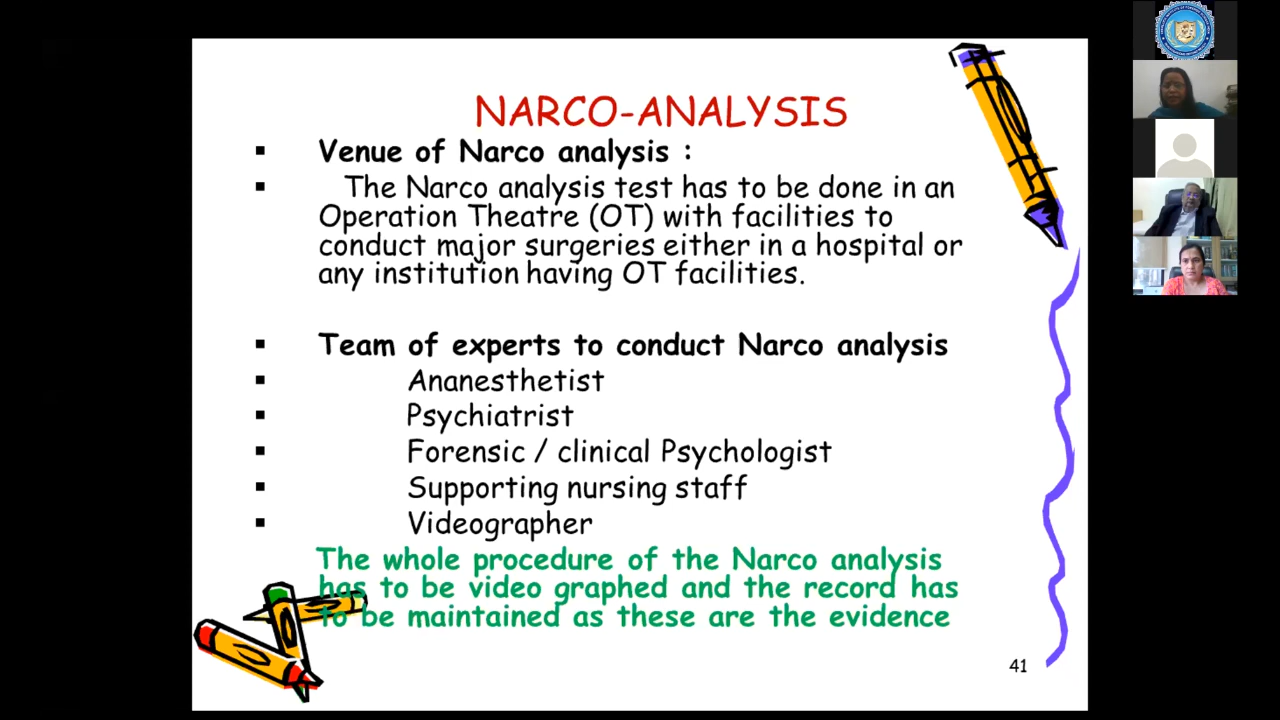 NARCO-ANALYSIS
▪ Venue of Narco analysis :
▪ The Narco analysis test has to be done in an
Operation Theatre (OT) with facilities to
conduct major surgeries either in a hospital or
any institution having OT facilities.
▪ Team of experts to conduct Narco analysis
▪ Ananesthetist
▪ Psychiatrist
▪ Forensic / clinical Psychologist
▪ Supporting nursing staff
▪ Videographer
The whole procedure of the Narco analysis
has to be video graphed and the record has
to be maintained as these are the evidence
41